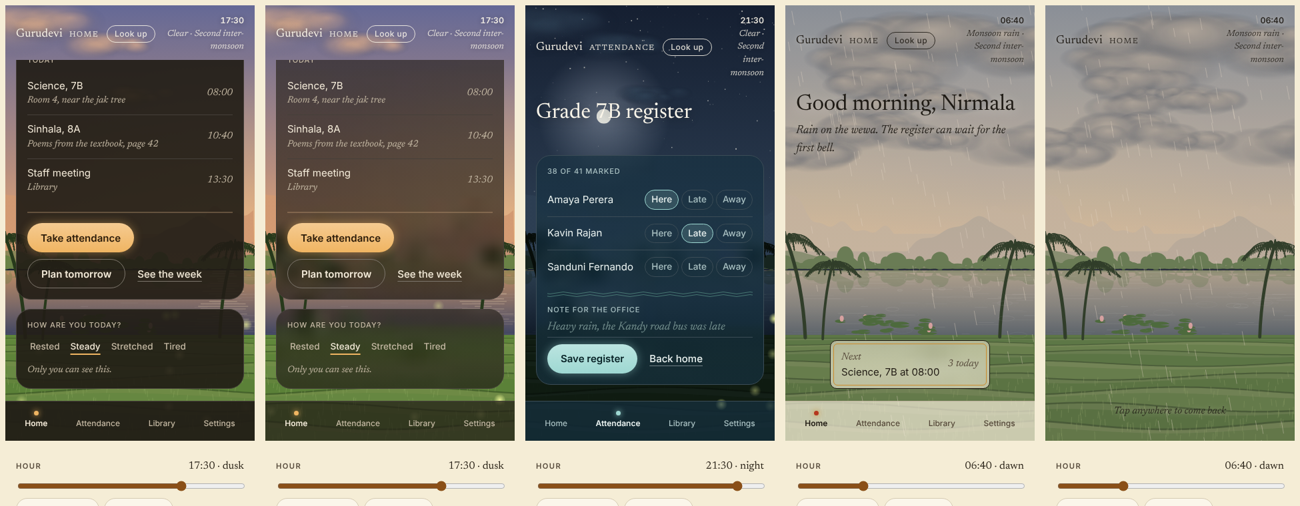 17:30
Gurudevi HOME Look up
Clear · Second inter-
monsoon
TODAY
Science, 7B
Room 4, near the jak tree
08:00
Sinhala, 8A
Poems from the textbook, page 42
10:40
Staff meeting
Library
13:30
Take attendance
Plan tomorrow See the week
HOW ARE YOU TODAY?
Rested Steady Stretched Tired
Only you can see this.
Home Attendance Library Settings
HOUR 17:30 · dusk
17:30
Gurudevi HOME Look up
Clear · Second inter-
monsoon
Science, 7B
Room 4, near the jak tree
08:00
Sinhala, 8A
Poems from the textbook, page 42
10:40
Staff meeting
Library
13:30
Take attendance
Plan tomorrow See the week
HOW ARE YOU TODAY?
Rested Steady Stretched Tired
Only you can see this.
Home Attendance Library Settings
HOUR 17:30 · dusk
21:30
Gurudevi ATTENDANCE Look up
Clear ·
Second
inter-
monsoon
Grade 7B register
38 OF 41 MARKED
Amaya Perera Here Late Away
Kavin Rajan Here Late Away
Sanduni Fernando Here Late Away
NOTE FOR THE OFFICE
Heavy rain, the Kandy road bus was late
Save register Back home
Home Attendance Library Settings
HOUR 21:30 · night
06:40
Gurudevi HOME Look up
Monsoon rain ·
Second inter-
monsoon
Good morning, Nirmala
Rain on the wewa. The register can wait for the
first bell.
Next
Science, 7B at 08:00
3 today
Home Attendance Library Settings
HOUR 06:40 · dawn
06:40
Gurudevi HOME
Monsoon rain ·
Second inter-
monsoon
Tap anywhere to come back
HOUR 06:40 · dawn